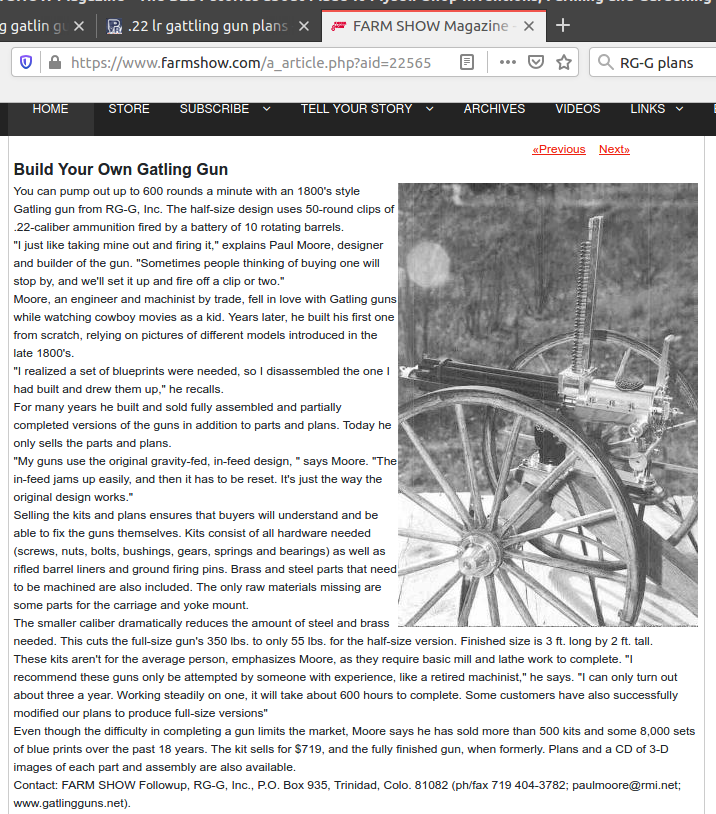 g gatlin gu
.22 lr gattling gun plans
FARM SHOW Magazine
https://www.farmshow.com/a_article.php?aid=22565
RG-G plans
HOME STORE SUBSCRIBE TELL YOUR STORY ARCHIVES VIDEOS LINKS
«Previous Next»
Build Your Own Gatling Gun
You can pump out up to 600 rounds a minute with an 1800's style
Gatling gun from RG-G, Inc. The half-size design uses 50-round clips of
.22-caliber ammunition fired by a battery of 10 rotating barrels.
"I just like taking mine out and firing it," explains Paul Moore, designer
and builder of the gun. "Sometimes people thinking of buying one will
stop by, and we'll set it up and fire off a clip or two."
Moore, an engineer and machinist by trade, fell in love with Gatling guns
while watching cowboy movies as a kid. Years later, he built his first one
from scratch, relying on pictures of different models introduced in the
late 1800's.
"I realized a set of blueprints were needed, so I disassembled the one I
had built and drew them up," he recalls.
For many years he built and sold fully assembled and partially
completed versions of the guns in addition to parts and plans. Today he
only sells the parts and plans.
"My guns use the original gravity-fed, in-feed design, " says Moore. "The
in-feed jams up easily, and then it has to be reset. It's just the way the
original design works."
Selling the kits and plans ensures that buyers will understand and be
able to fix the guns themselves. Kits consist of all hardware needed
(screws, nuts, bolts, bushings, gears, springs and bearings) as well as
rifled barrel liners and ground firing pins. Brass and steel parts that need
to be machined are also included. The only raw materials missing are
some parts for the carriage and yoke mount.
The smaller caliber dramatically reduces the amount of steel and brass
needed. This cuts the full-size gun's 350 lbs. to only 55 lbs. for the half-size version. Finished size is 3 ft. long by 2 ft. tall.
These kits aren't for the average person, emphasizes Moore, as they require basic mill and lathe work to complete. "I
recommend these guns only be attempted by someone with experience, like a retired machinist," he says. "I can only turn out
about three a year. Working steadily on one, it will take about 600 hours to complete. Some customers have also successfully
modified our plans to produce full-size versions"
Even though the difficulty in completing a gun limits the market, Moore says he has sold more than 500 kits and some 8,000 sets
of blue prints over the past 18 years. The kit sells for $719, and the fully finished gun, when formerly. Plans and a CD of 3-D
images of each part and assembly are also available.
Contact: FARM SHOW Followup, RG-G, Inc., P.O. Box 935, Trinidad, Colo. 81082 (ph/fax 719 404-3782; paulmoore@rmi.net;
www.gatlingguns.net).